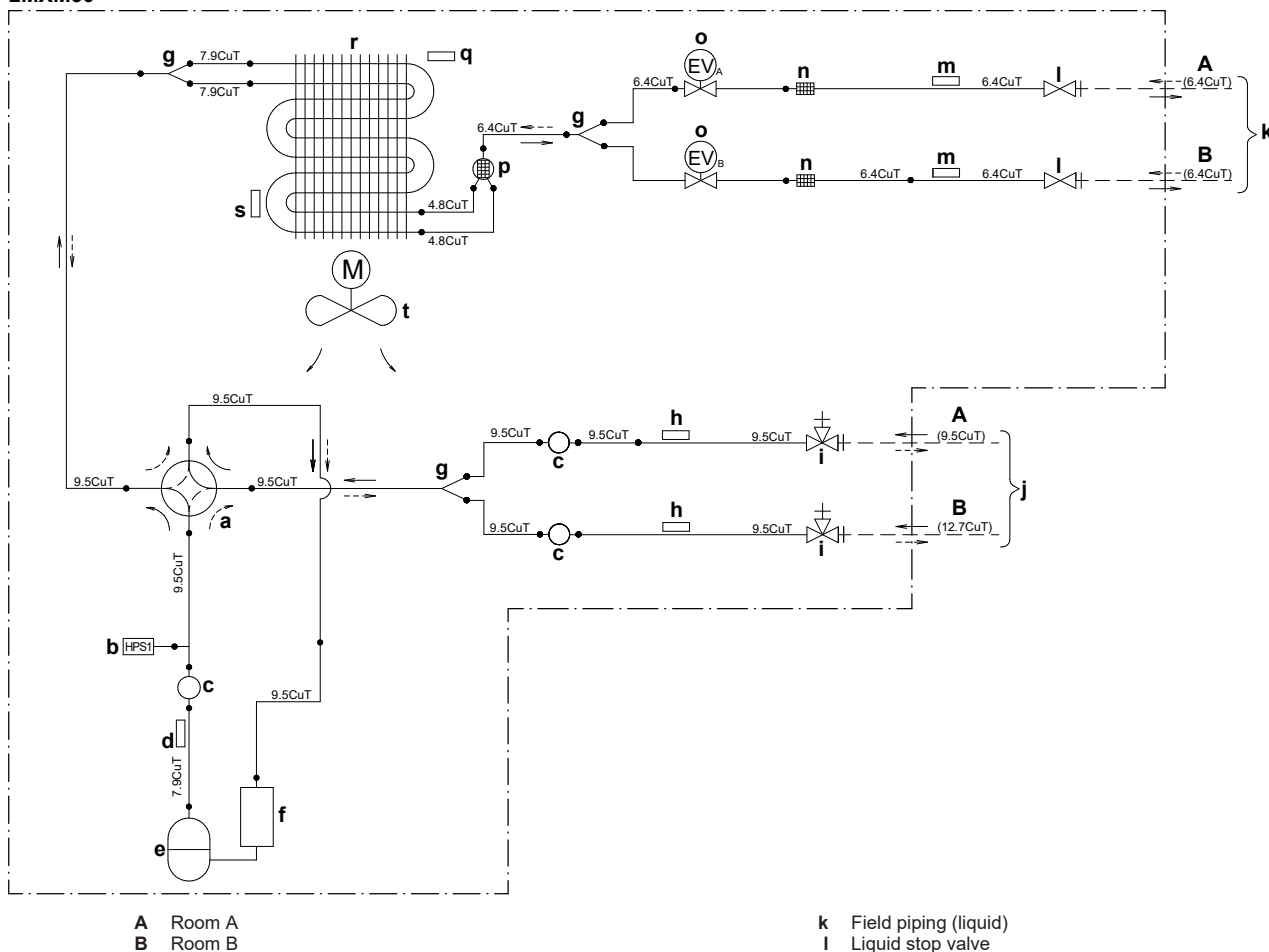 r
q
o
g
7.9CuT
7.9CuT
EV A
n
m
l
A
6.4CuT
6.4CuT
(6.4CuT)
k
6.4CuT
g
o
p
EV B
n
m
l
B
6.4CuT
6.4CuT
(6.4CuT)
s
4.8CuT
4.8CuT
M
t
9.5CuT
9.5CuT
9.5CuT
a
g
9.5CuT
c
9.5CuT
h
9.5CuT
i
A
(9.5CuT)
j
9.5CuT
c
h
9.5CuT
i
B
(12.7CuT)
9.5CuT
b
HPS1
c
9.5CuT
d
7.9CuT
f
e
A Room A
B Room B
k Field piping (liquid)
l Liquid stop valve